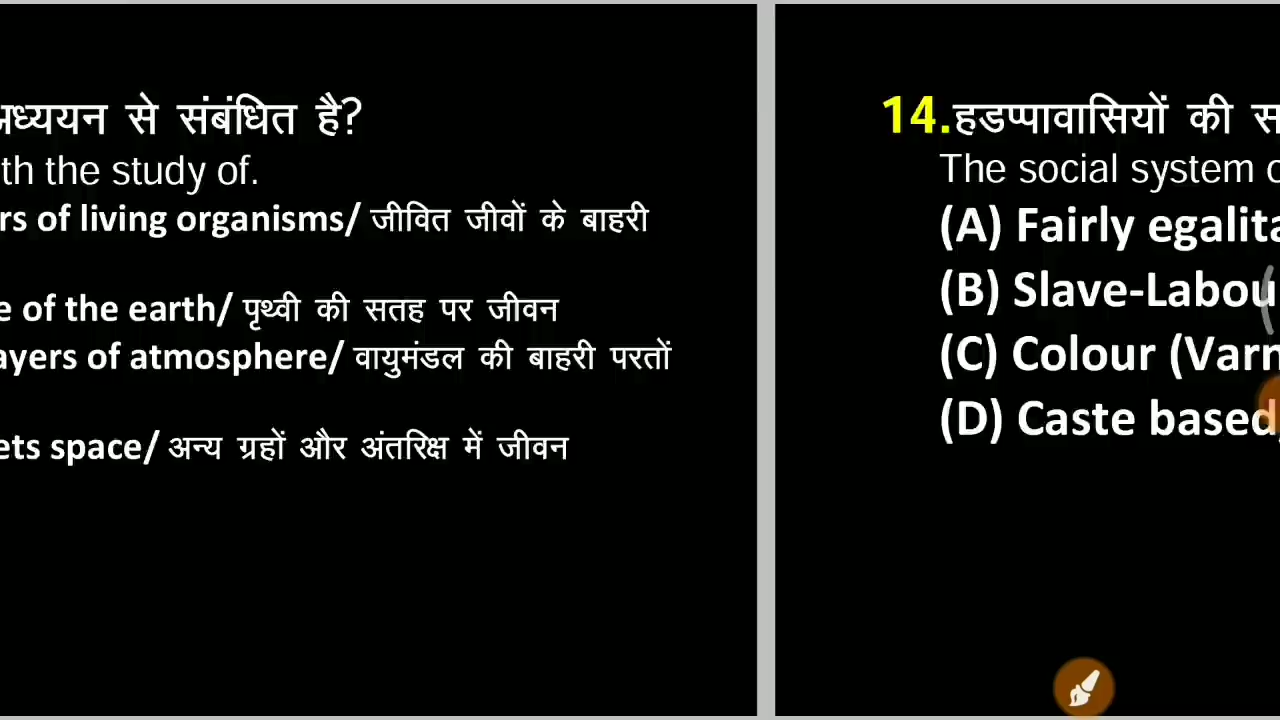 अध्ययन से संबंधित है?
th the study of.
rs of living organisms/ जीवित जीवों के बाहरी
e of the earth/ पृथ्वी की सतह पर जीवन
ayers of atmosphere/ वायुमंडल की बाहरी परतों
ets space/ अन्य ग्रहों और अंतरिक्ष में जीवन
14.हडप्पावासियों की स
The social system o
(A) Fairly egalita
(B) Slave-Labou
(C) Colour (Varn
(D) Caste based